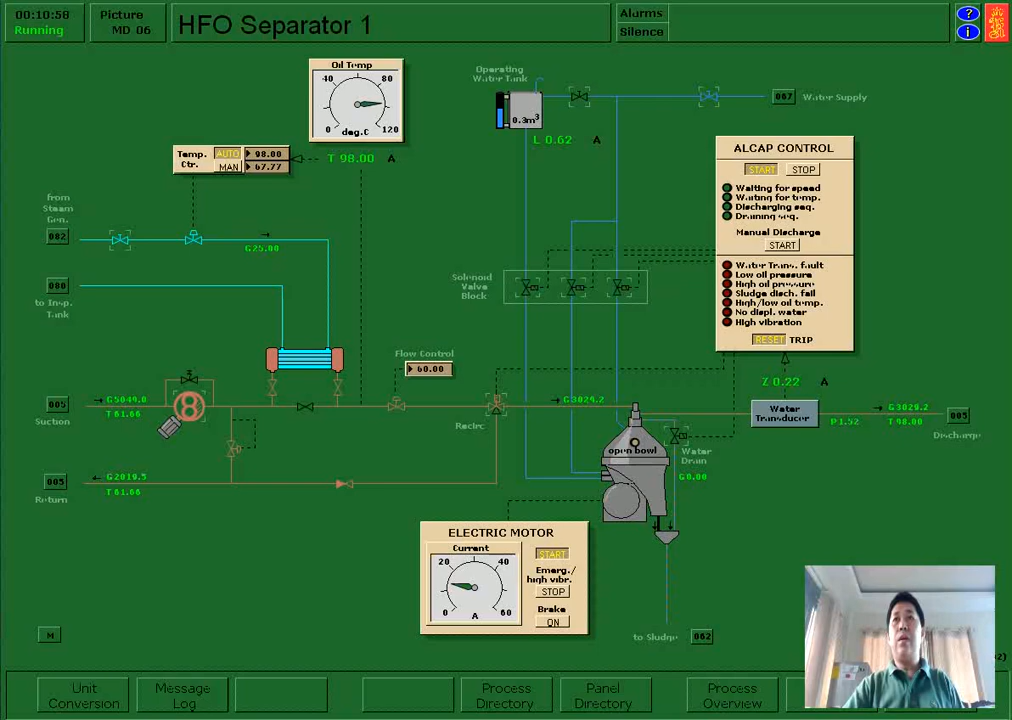 00:10:58
Running
Picture
MD 06
HFO Separator 1
Alarms
Silence
?
i
Oil Temp
40
80
0
120
deg.C
Operating
Water Tank
0.3m³
L 0.62 A
067
Water Supply
Temp.
Ctr.
AUTO
98.00
MAN
67.77
T 98.00 A
ALCAP CONTROL
START
STOP
Waiting for speed
Waiting for temp.
Discharging seq.
Draining seq.
Manual Discharge
START
Water Trans. fault
Low oil pressure
High oil pressure
Sludge disch. fail
High/low oil temp.
No displ. water
High vibration
RESET TRIP
from
Steam
Gen.
082
G25.00
080
to Insp.
Tank
Solenoid
Valve
Block
Flow Control
60.00
Z 0.22 A
005
Suction
G5049.0
T 61.66
8
Recirc
G3029.2
open bowl
Water
Transducer
P1.52
G3029.2
T 98.00
005
Discharge
Water
Drain
G0.00
005
Return
G2019.5
T 61.66
ELECTRIC MOTOR
Current
20
40
0
60
A
START
Emerg./
high vibr.
STOP
Brake
ON
M
to Sludge
062
Unit
Conversion
Message
Log
Process
Directory
Panel
Directory
Process
Overview